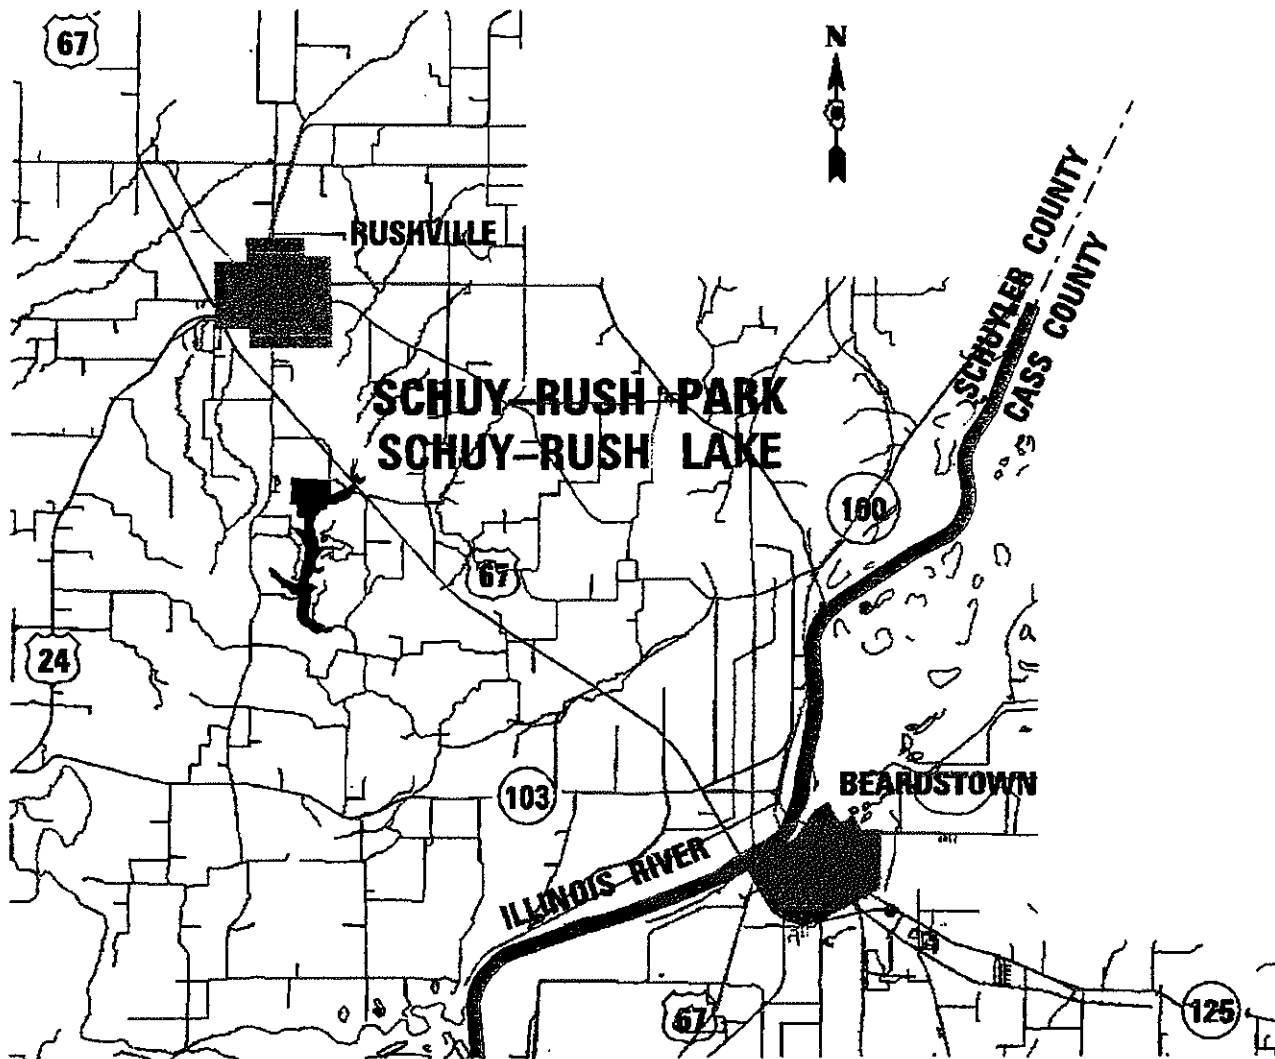 67
N
SCHUYLER COUNTY
CASS COUNTY
RUSHVILLE
SCHUY-RUSH PARK
SCHUY-RUSH LAKE
100
67
24
BEARDSTOWN
103
ILLINOIS RIVER
67
125